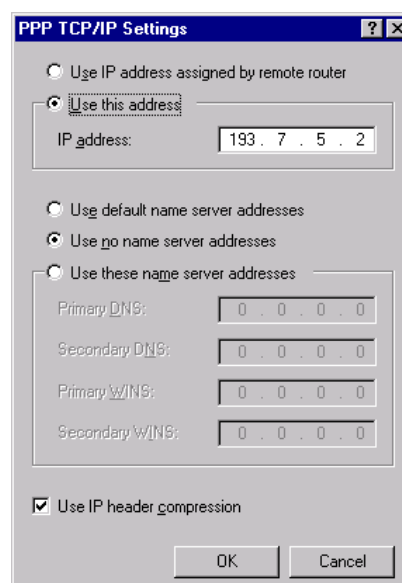 PPP TCP/IP Settings
Use IP address assigned by remote router
Use this address
IP address: 193 . 7 . 5 . 2
Use default name server addresses
Use no name server addresses
Use these name server addresses
Primary DNS: 0 . 0 . 0 . 0
Secondary DNS: 0 . 0 . 0 . 0
Primary WINS: 0 . 0 . 0 . 0
Secondary WINS: 0 . 0 . 0 . 0
Use IP header compression
OK Cancel